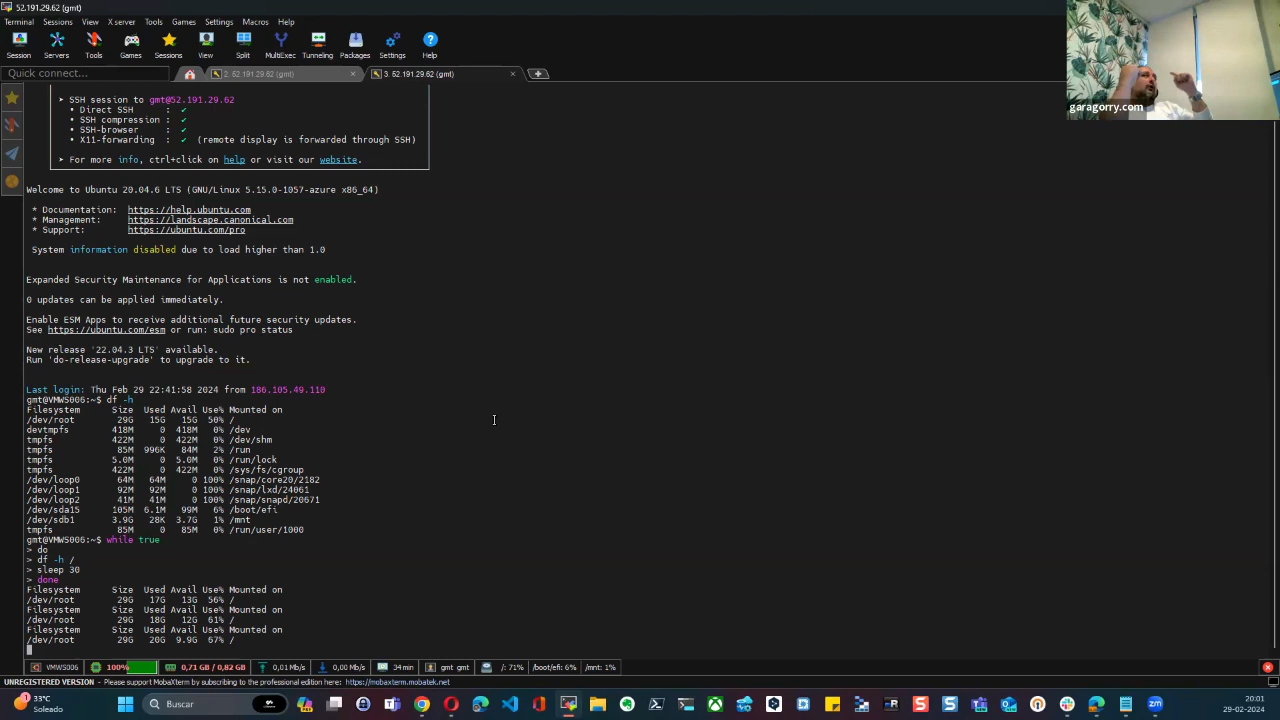 52.191.29.62 (gmt)
Terminal Sessions View X server Tools Games Settings Macros Help
Session Servers Tools Games Sessions View Split MultiExec Tunneling Packages Settings Help
Quick connect...
2. 52.191.29.62 (gmt)
3. 52.191.29.62 (gmt)
garagorry.com
➤ SSH session to gmt@52.191.29.62
• Direct SSH : ✔
• SSH compression : ✔
• SSH-browser : ✔
• X11-forwarding : ✔ (remote display is forwarded through SSH)
➤ For more info, ctrl+click on help or visit our website.
Welcome to Ubuntu 20.04.6 LTS (GNU/Linux 5.15.0-1057-azure x86_64)
* Documentation: https://help.ubuntu.com
* Management: https://landscape.canonical.com
* Support: https://ubuntu.com/pro
System information disabled due to load higher than 1.0
Expanded Security Maintenance for Applications is not enabled.
0 updates can be applied immediately.
Enable ESM Apps to receive additional future security updates.
See https://ubuntu.com/esm or run: sudo pro status
New release '22.04.3 LTS' available.
Run 'do-release-upgrade' to upgrade to it.
Last login: Thu Feb 29 22:41:58 2024 from 186.105.49.110
gmt@VMWS006:~$ df -h
Filesystem Size Used Avail Use% Mounted on
/dev/root 29G 15G 15G 50% /
devtmpfs 418M 0 418M 0% /dev
tmpfs 422M 0 422M 0% /dev/shm
tmpfs 85M 996K 84M 2% /run
tmpfs 5.0M 0 5.0M 0% /run/lock
tmpfs 422M 0 422M 0% /sys/fs/cgroup
/dev/loop0 64M 64M 0 100% /snap/core20/2182
/dev/loop1 92M 92M 0 100% /snap/lxd/24061
/dev/loop2 41M 41M 0 100% /snap/snapd/20671
/dev/sda15 105M 6.1M 99M 6% /boot/efi
/dev/sdb1 3.9G 28K 3.7G 1% /mnt
tmpfs 85M 0 85M 0% /run/user/1000
gmt@VMWS006:~$ while true
> do
> df -h /
> sleep 30
> done
Filesystem Size Used Avail Use% Mounted on
/dev/root 29G 17G 13G 56% /
Filesystem Size Used Avail Use% Mounted on
/dev/root 29G 18G 12G 61% /
Filesystem Size Used Avail Use% Mounted on
/dev/root 29G 20G 9.9G 67% /
VMWS006 100% 0,71 GB / 0,82 GB 0,01 Mb/s 0,00 Mb/s 34 min gmt gmt /: 71% /boot/efi: 6% /mnt: 1%
UNREGISTERED VERSION - Please support MobaXterm by subscribing to the professional edition here: https://mobaxterm.mobatek.net
33°C
Soleado
Buscar
20:01
29-02-2024